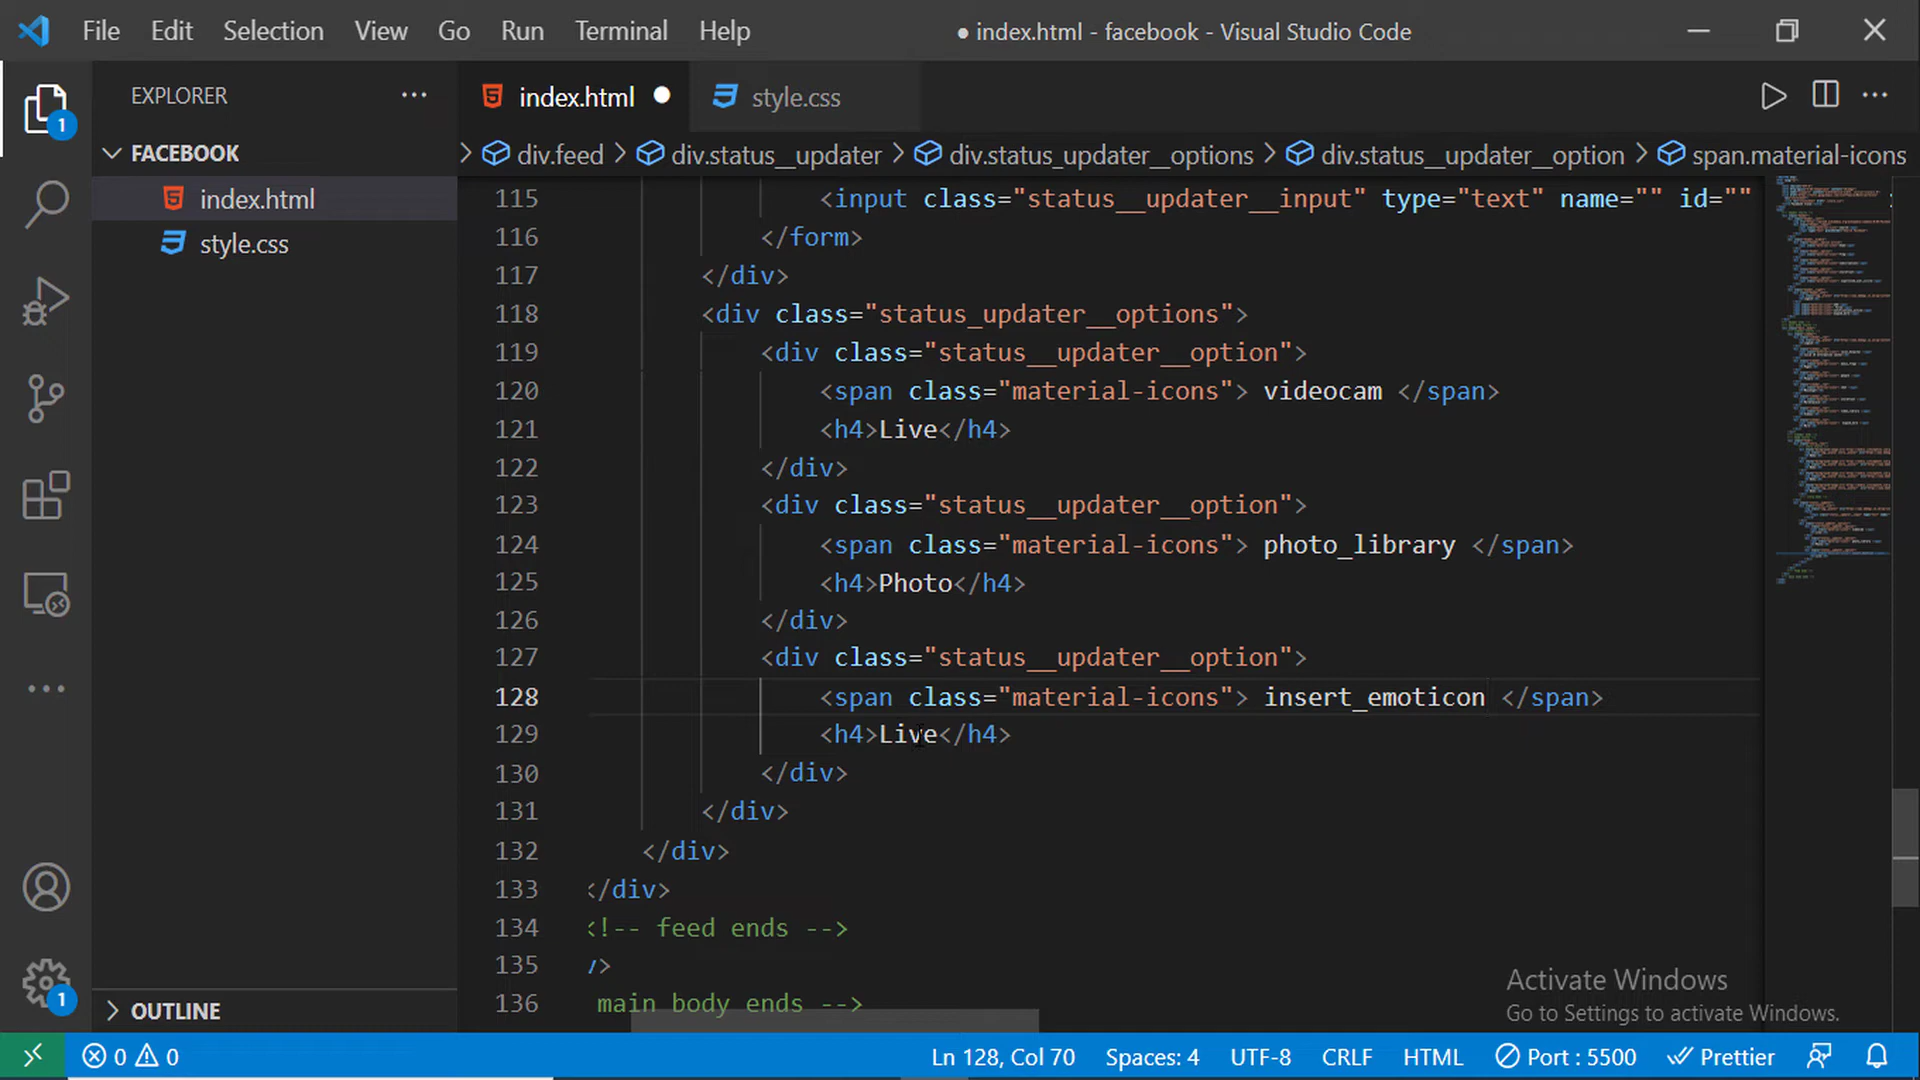 File Edit Selection View Go Run Terminal Help ● index.html - facebook - Visual Studio Code
EXPLORER ··· index.html style.css
FACEBOOK
index.html
style.css
OUTLINE
div.feed > div.status__updater > div.status_updater__options > div.status__updater__option > span.material-icons
115 <input class="status__updater__input" type="text" name="" id=""
116 </form>
117 </div>
118 <div class="status_updater__options">
119 <div class="status__updater__option">
120 <span class="material-icons"> videocam </span>
121 <h4>Live</h4>
122 </div>
123 <div class="status__updater__option">
124 <span class="material-icons"> photo_library </span>
125 <h4>Photo</h4>
126 </div>
127 <div class="status__updater__option">
128 <span class="material-icons"> insert_emoticon </span>
129 <h4>Live</h4>
130 </div>
131 </div>
132 </div>
133 </div>
134 <!-- feed ends -->
135 />
136 main body ends -->
1
1
Activate Windows
Go to Settings to activate Windows.
0 0 Ln 128, Col 70 Spaces: 4 UTF-8 CRLF HTML Port : 5500 Prettier